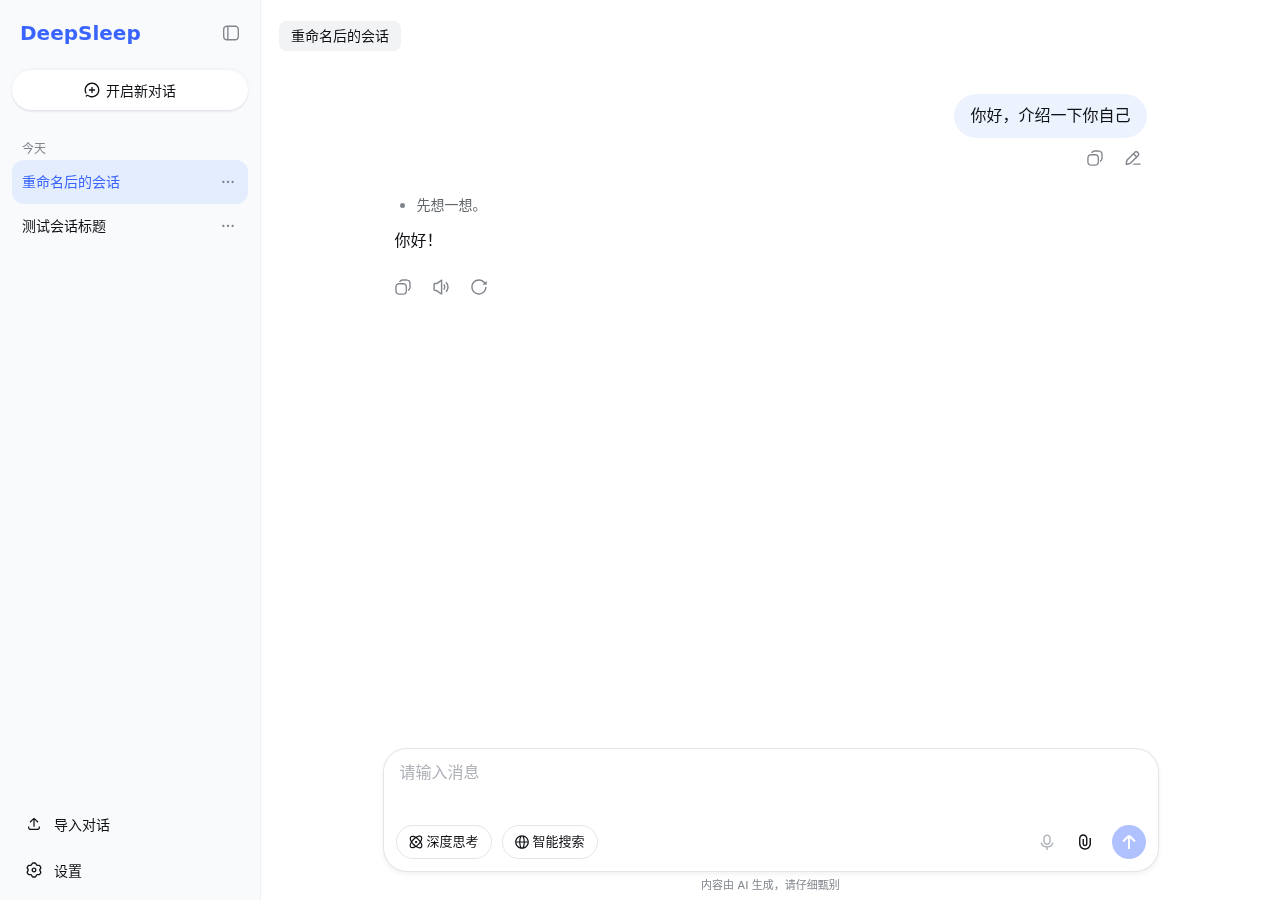 DeepSleep
开启新对话
今天
重命名后的会话
测试会话标题
导入对话
设置
重命名后的会话
你好，介绍一下你自己
先想一想。
你好！
请输入消息
深度思考
智能搜索
内容由 AI 生成，请仔细甄别